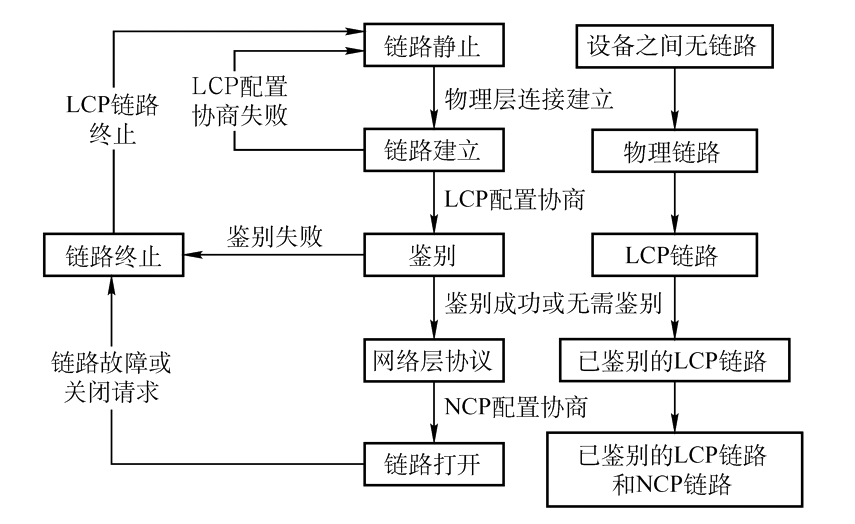 链路静止
设备之间无链路
LCP配置
协商失败
物理层连接建立
LCP链路
终止
链路建立
物理链路
LCP配置协商
鉴别失败
链路终止
鉴别
LCP链路
鉴别成功或无需鉴别
网络层协议
已鉴别的LCP链路
链路故障或
关闭请求
NCP配置协商
链路打开
已鉴别的LCP链路
和NCP链路